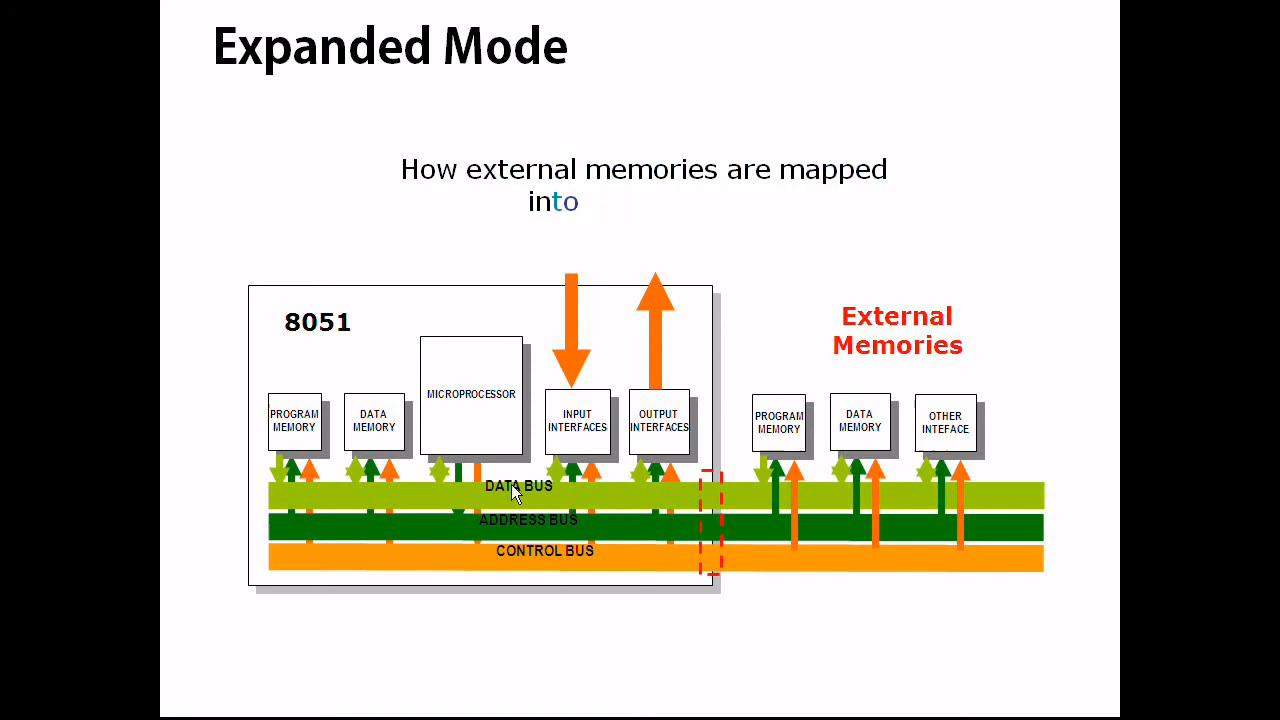 Expanded Mode
How external memories are mapped
into
8051
External
Memories
MICROPROCESSOR
PROGRAM
MEMORY
DATA
MEMORY
INPUT
INTERFACES
OUTPUT
INTERFACES
PROGRAM
MEMORY
DATA
MEMORY
OTHER
INTEFACE
DATA BUS
ADDRESS BUS
CONTROL BUS